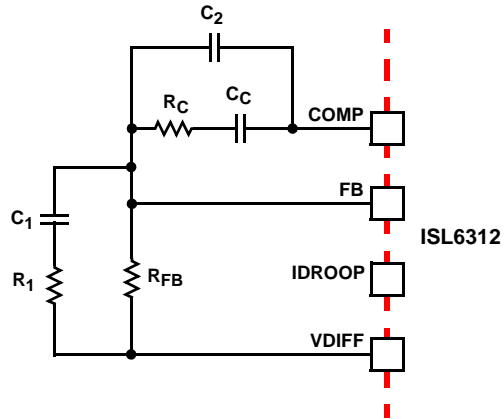 C2
RC
CC
COMP
FB
C1
ISL6312
R1
RFB
IDROOP
VDIFF